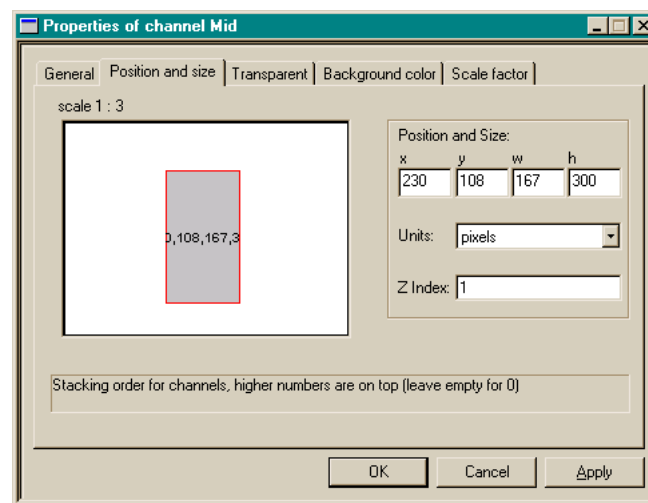 Properties of channel Mid
General Position and size Transparent Background color Scale factor
scale 1 : 3
),108,167,3
Position and Size:
x y w h
230 108 167 300
Units: pixels
Z Index: 1
Stacking order for channels, higher numbers are on top (leave empty for 0)
OK Cancel Apply